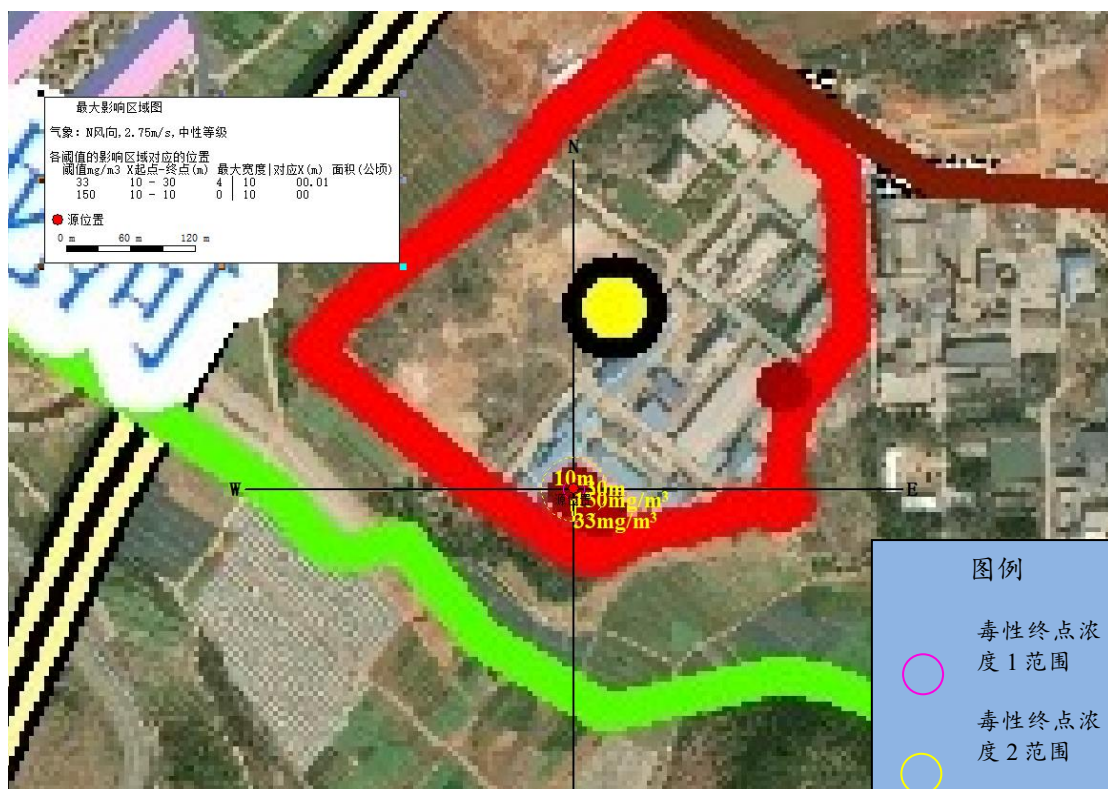 最大影响区域图
气象: N风向,2.75m/s,中性等级
各阈值的影响区域对应的位置
阈值mg/m3 X起点-终点(m) 最大宽度|对应X(m) 面积(公顷)
33 10 - 30 4 | 10 00.01
150 10 - 10 0 | 10 00
源位置
0 m 60 m 120 m
N
W
E
10m
30m
150mg/m³
33mg/m³
图例
毒性终点浓
度1范围
毒性终点浓
度2范围